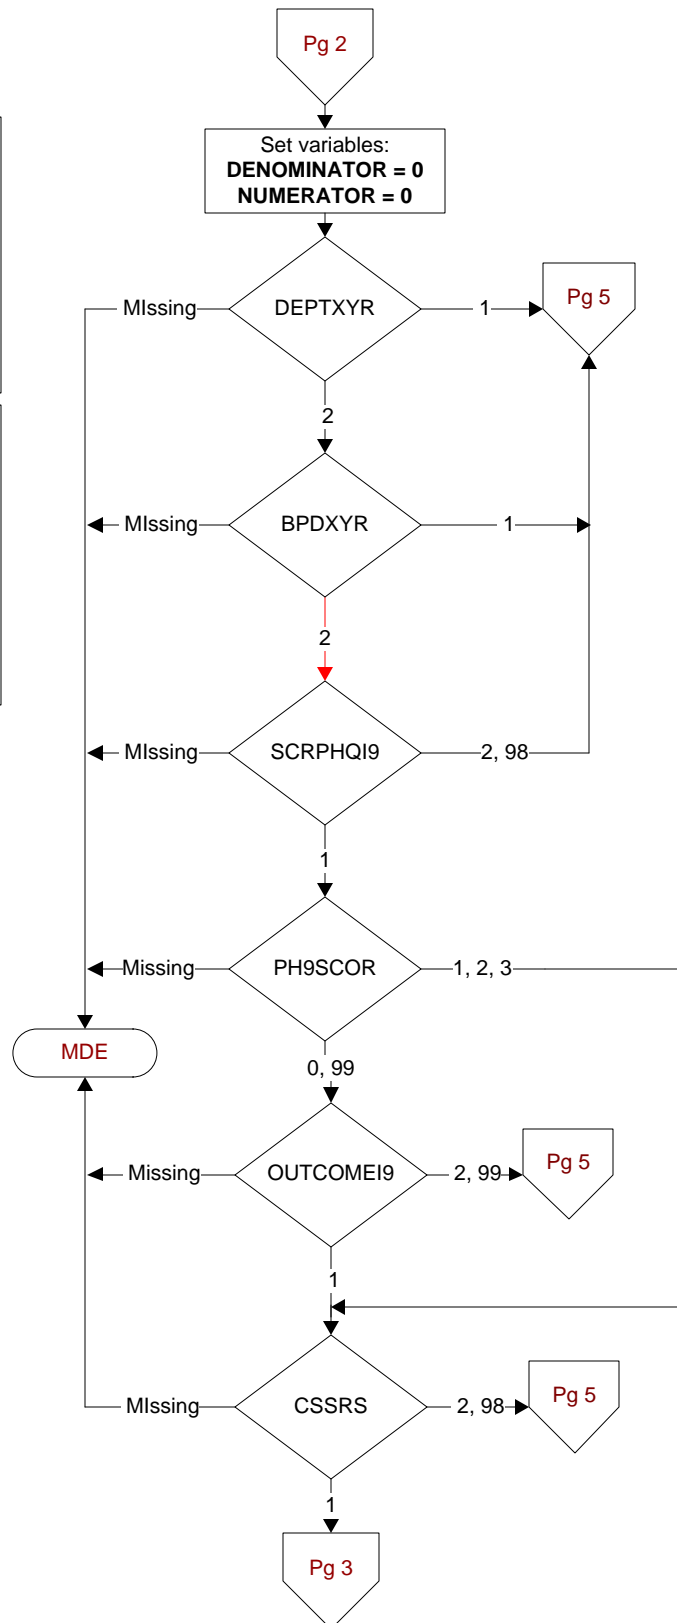 Pg 2
Set variables:
DENOMINATOR = 0
NUMERATOR = 0
MIssing
DEPTXYR
1
Pg 5
2
MIssing
BPDXYR
1
2
MIssing
SCRPHQI9
2, 98
1
Missing
PH9SCOR
1, 2, 3
MDE
0, 99
Missing
OUTCOMEI9
2, 99
Pg 5
1
MIssing
CSSRS
2, 98
Pg 5
1
Pg 3